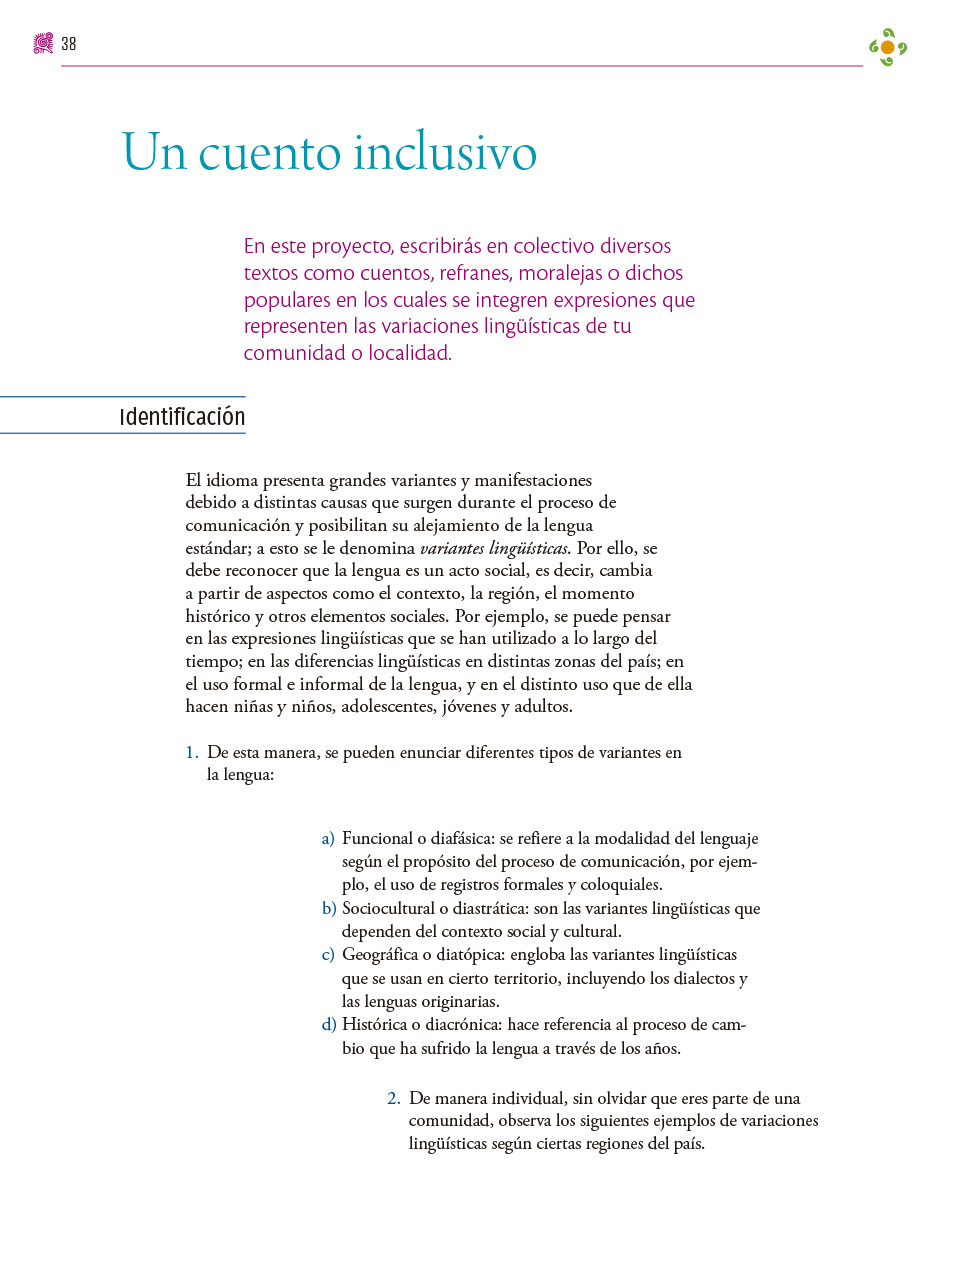 38
Un cuento inclusivo
En este proyecto, escribirás en colectivo diversos
textos como cuentos, refranes, moralejas o dichos
populares en los cuales se integren expresiones que
representen las variaciones lingüísticas de tu
comunidad o localidad.
Identificación
El idioma presenta grandes variantes y manifestaciones
debido a distintas causas que surgen durante el proceso de
comunicación y posibilitan su alejamiento de la lengua
estándar; a esto se le denomina variantes lingüísticas. Por ello, se
debe reconocer que la lengua es un acto social, es decir, cambia
a partir de aspectos como el contexto, la región, el momento
histórico y otros elementos sociales. Por ejemplo, se puede pensar
en las expresiones lingüísticas que se han utilizado a lo largo del
tiempo; en las diferencias lingüísticas en distintas zonas del país; en
el uso formal e informal de la lengua, y en el distinto uso que de ella
hacen niñas y niños, adolescentes, jóvenes y adultos.
1. De esta manera, se pueden enunciar diferentes tipos de variantes en
la lengua:
a) Funcional o diafásica: se refiere a la modalidad del lenguaje
según el propósito del proceso de comunicación, por ejem-
plo, el uso de registros formales y coloquiales.
b) Sociocultural o diastrática: son las variantes lingüísticas que
dependen del contexto social y cultural.
c) Geográfica o diatópica: engloba las variantes lingüísticas
que se usan en cierto territorio, incluyendo los dialectos y
las lenguas originarias.
d) Histórica o diacrónica: hace referencia al proceso de cam-
bio que ha sufrido la lengua a través de los años.
2. De manera individual, sin olvidar que eres parte de una
comunidad, observa los siguientes ejemplos de variaciones
lingüísticas según ciertas regiones del país.